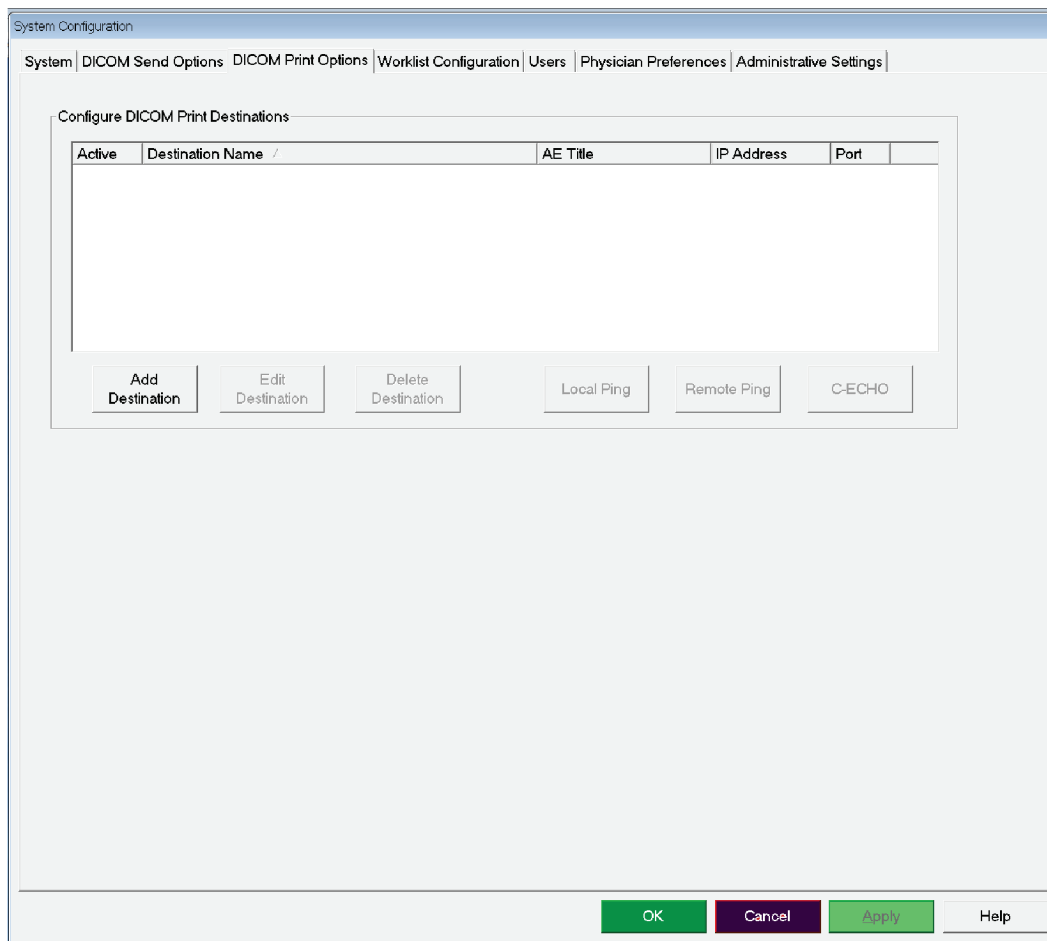 System Configuration
System DICOM Send Options DICOM Print Options Worklist Configuration Users Physician Preferences Administrative Settings
Configure DICOM Print Destinations
Active Destination Name AE Title IP Address Port
Add Destination
Edit Destination
Delete Destination
Local Ping
Remote Ping
C-ECHO
OK Cancel Apply Help